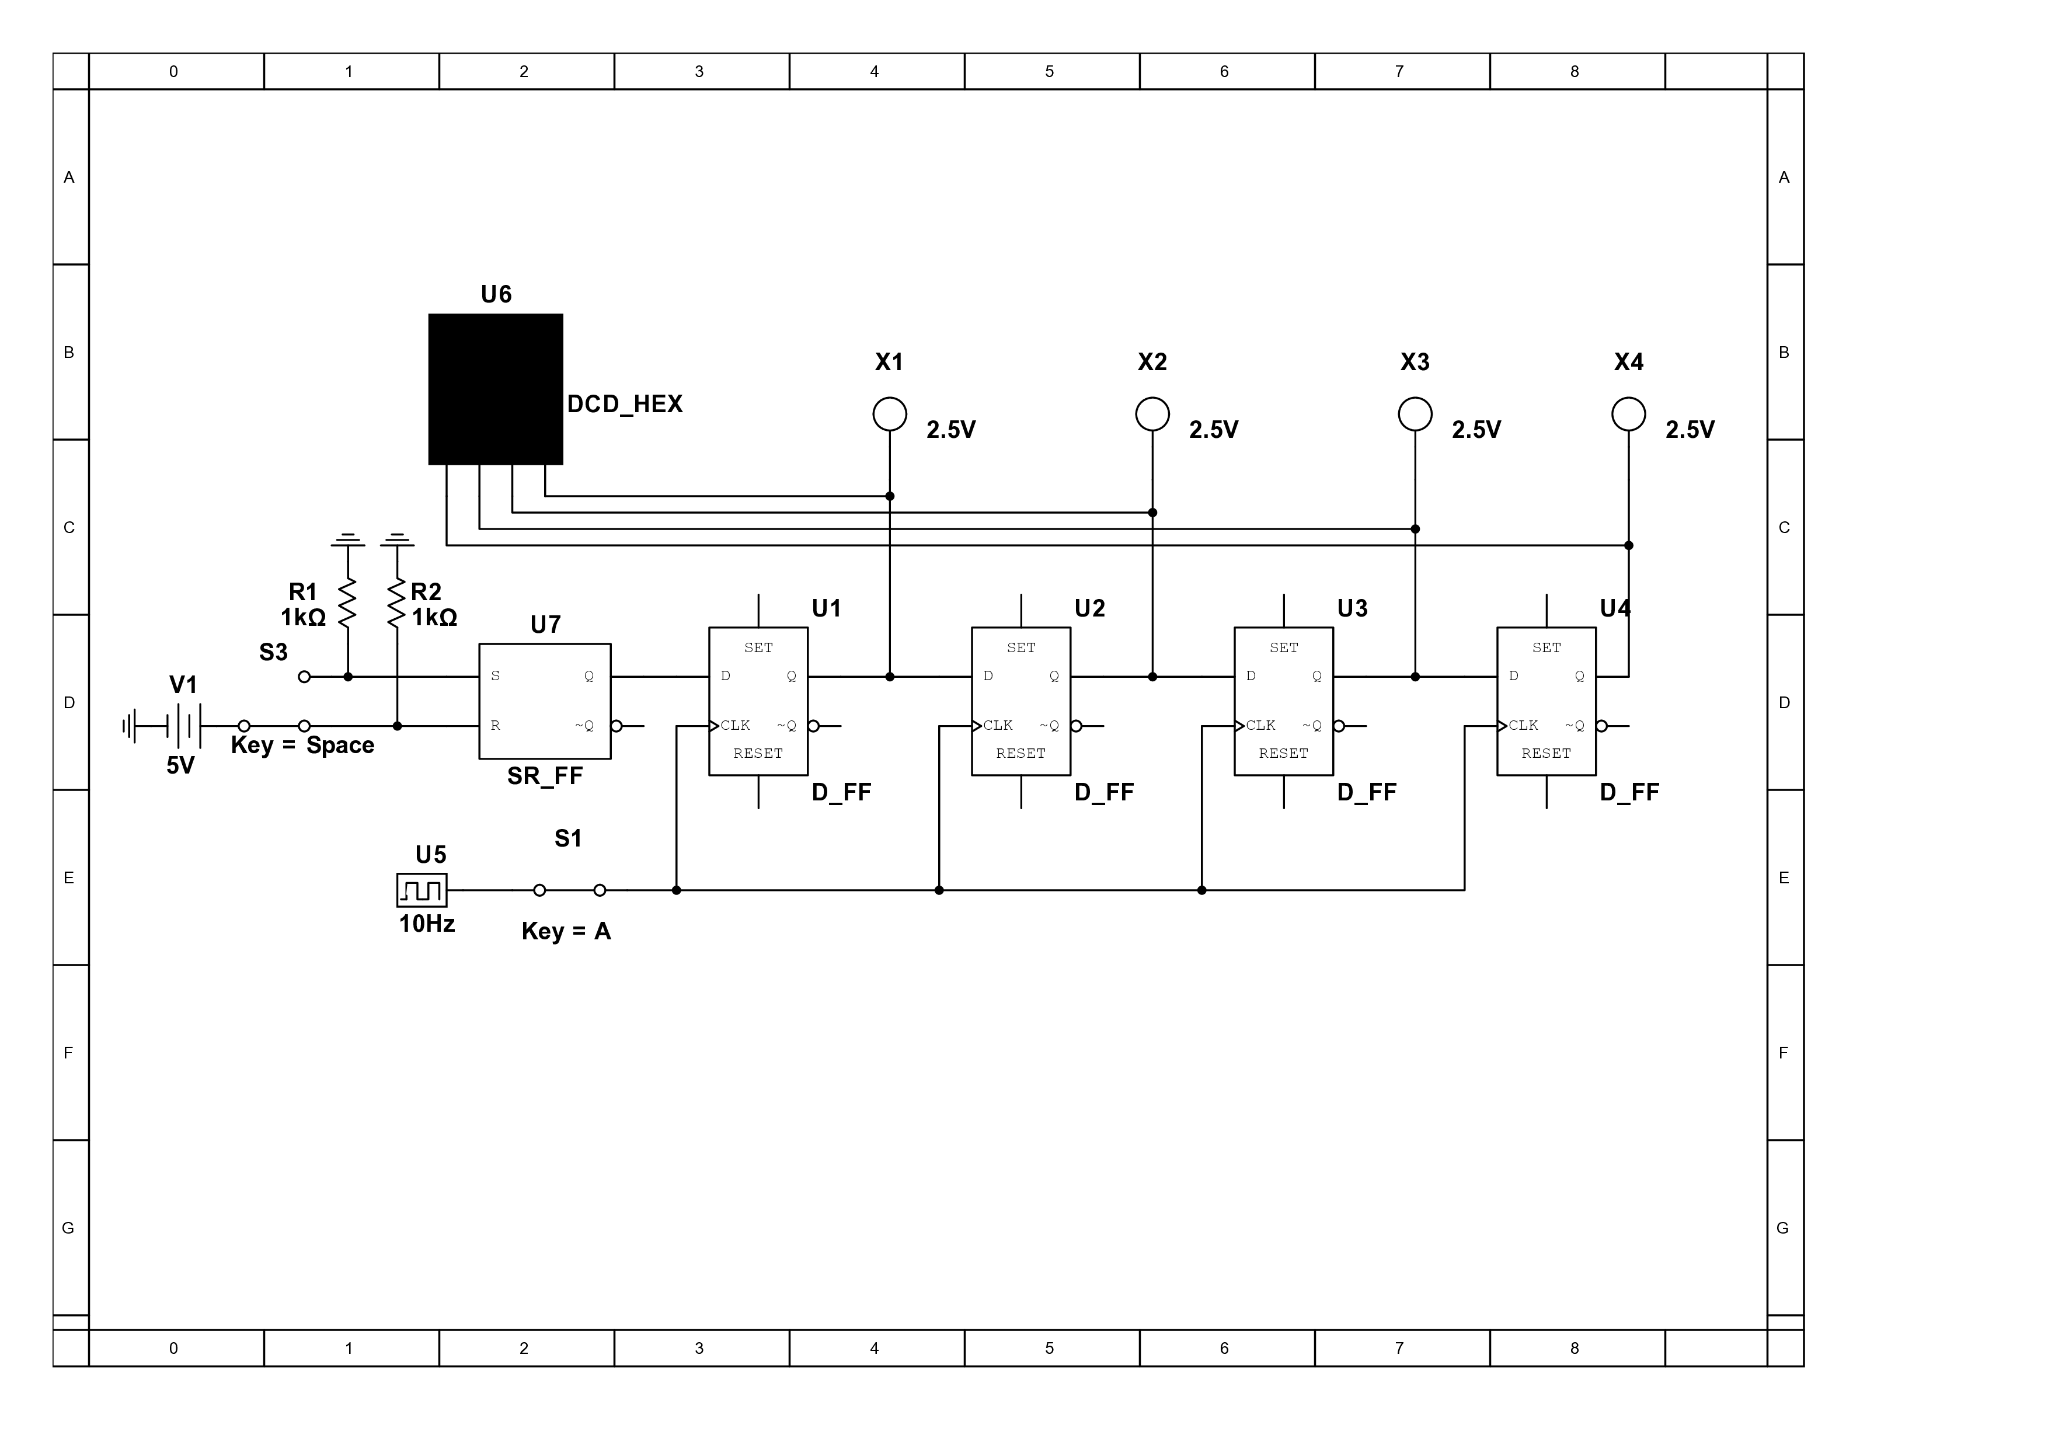 0 1 2 3 4 5 6 7 8
A A
U6
B B
X1 X2 X3 X4
DCD_HEX
2.5V 2.5V 2.5V 2.5V
C C
R1 R2
1kΩ 1kΩ
U7 U1 U2 U3 U4
S3
SET SET SET SET
S Q D Q D Q D Q D Q
V1
D D
R ~Q CLK ~Q CLK ~Q CLK ~Q CLK ~Q
Key = Space
RESET RESET RESET RESET
5V
SR_FF
D_FF D_FF D_FF D_FF
S1
U5
E E
10Hz
Key = A
F F
G G
0 1 2 3 4 5 6 7 8